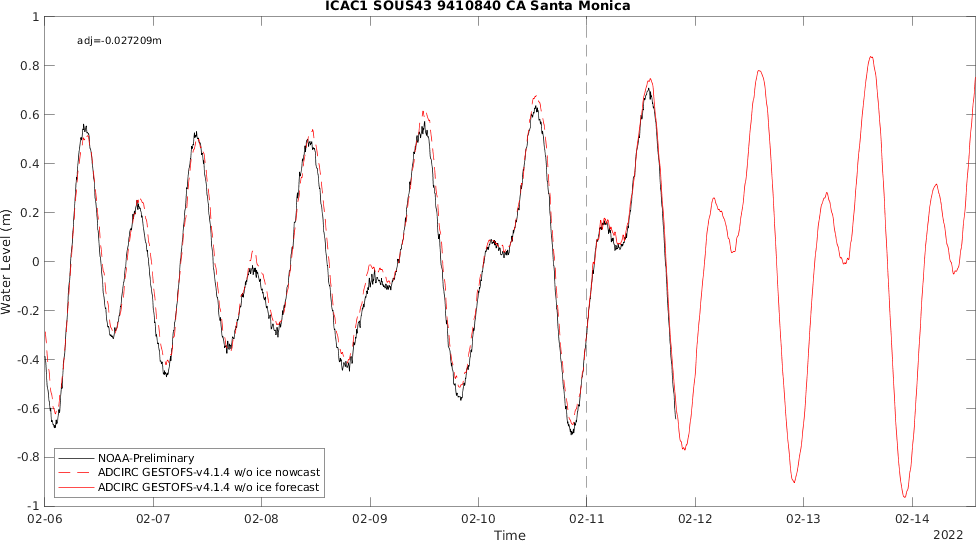 ICAC1 SOUS43 9410840 CA Santa Monica
1
adj=-0.027209m
0.8
0.6
0.4
0.2
0
-0.2
-0.4
-0.6
-0.8
-1
Water Level (m)
NOAA-Preliminary
ADCIRC GESTOFS-v4.1.4 w/o ice nowcast
ADCIRC GESTOFS-v4.1.4 w/o ice forecast
02-06 02-07 02-08 02-09 02-10 02-11 02-12 02-13 02-14
Time
2022